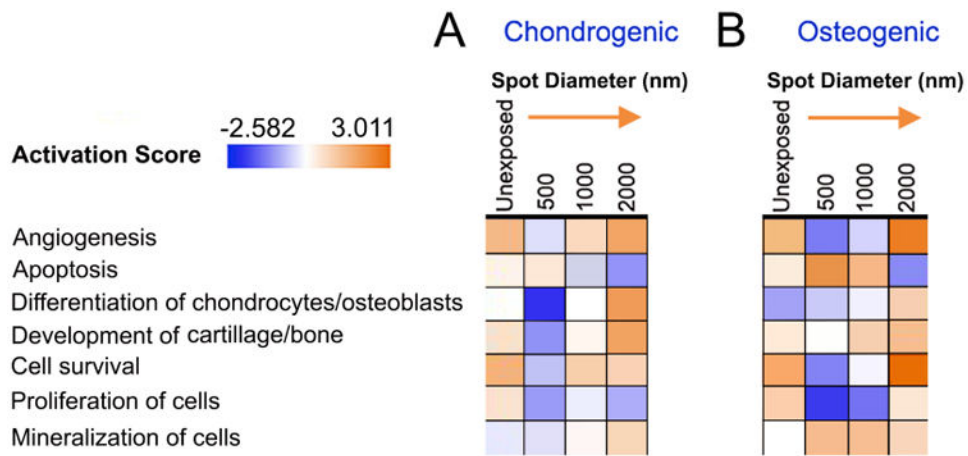 A Chondrogenic
B Osteogenic
Spot Diameter (nm)
Spot Diameter (nm)
-2.582 3.011
Activation Score
Unexposed
500
1000
2000
Unexposed
500
1000
2000
Angiogenesis
Apoptosis
Differentiation of chondrocytes/osteoblasts
Development of cartillage/bone
Cell survival
Proliferation of cells
Mineralization of cells